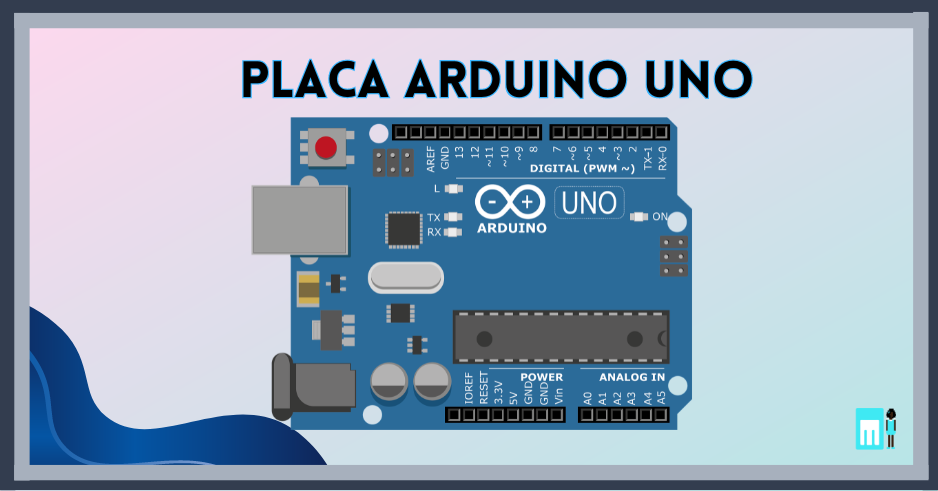 PLACA ARDUINO UNO
AREF
GND
13
12
~11
~10
~9
8
7
~6
~5
4
~3
2
TX-1
RX-0
DIGITAL (PWM ~)
L
TX
RX
- +
ARDUINO
UNO
ON
POWER
ANALOG IN
IOREF
RESET
3.3V
5V
GND
GND
Vin
A0
A1
A2
A3
A4
A5